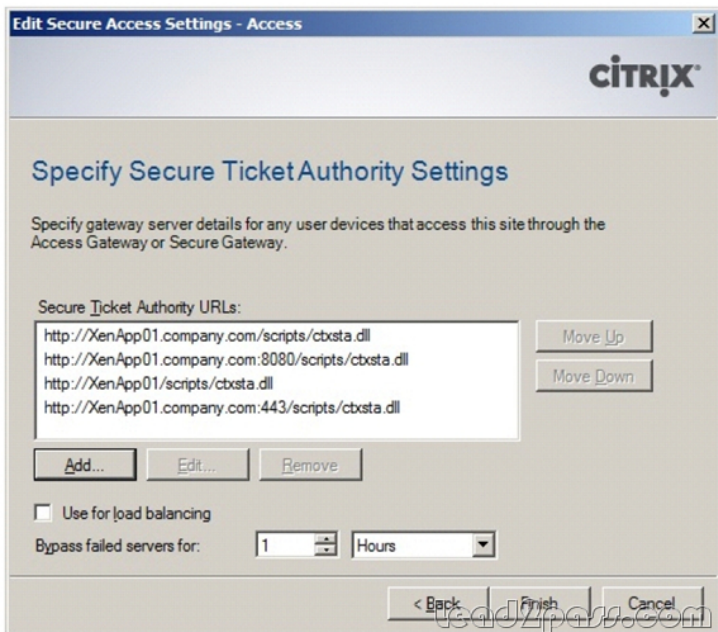 Edit Secure Access Settings - Access
CITRIX
Specify Secure Ticket Authority Settings
Specify gateway server details for any user devices that access this site through the
Access Gateway or Secure Gateway.
Secure Ticket Authority URLs:
http://XenApp01.company.com/scripts/ctxsta.dll
http://XenApp01.company.com:8080/scripts/ctxsta.dll
http://XenApp01/scripts/ctxsta.dll
http://XenApp01.company.com:443/scripts/ctxsta.dll
Move Up
Move Down
Add...
Edit...
Remove
Use for load balancing
Bypass failed servers for:
1
Hours
< Back
Finish
Cancel
Lead2pass.com